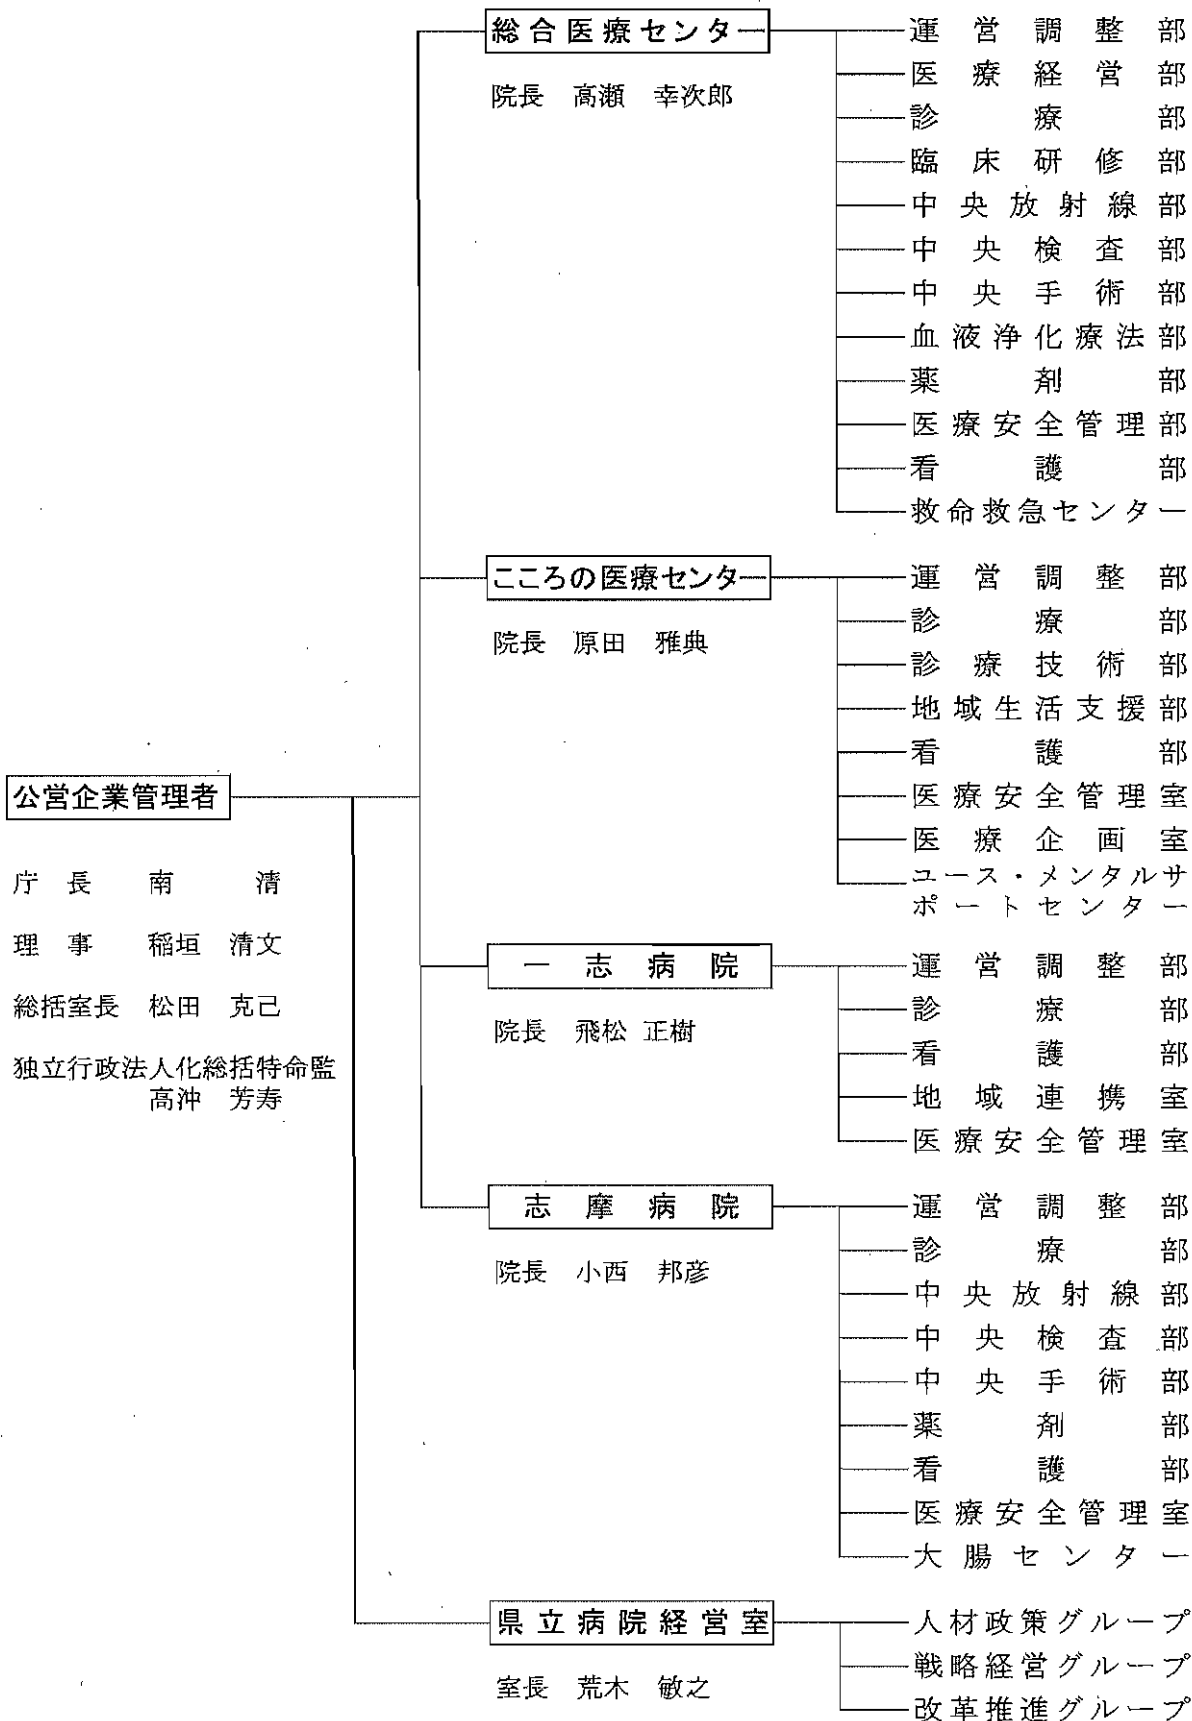 公営企業管理者
庁長 南 清
理事 稲垣 清文
総括室長 松田 克己
独立行政法人化総括特命監
高沖 芳寿
総合医療センター
院長 高瀬 幸次郎
運営調整部
医療経営部
診療部
臨床研修部
中央放射線部
中央検査部
中央手術部
血液浄化療法部
薬剤部
医療安全管理部
看護部
救命救急センター
こころの医療センター
院長 原田 雅典
運営調整部
診療部
診療技術部
地域生活支援部
看護部
医療安全管理室
医療企画室
ユース・メンタルサ
ポートセンター
一志病院
院長 飛松 正樹
運営調整部
診療部
看護部
地域連携室
医療安全管理室
志摩病院
院長 小西 邦彦
運営調整部
診療部
中央放射線部
中央検査部
中央手術部
薬剤部
看護部
医療安全管理室
大腸センター
県立病院経営室
室長 荒木 敏之
人材政策グループ
戦略経営グループ
改革推進グループ